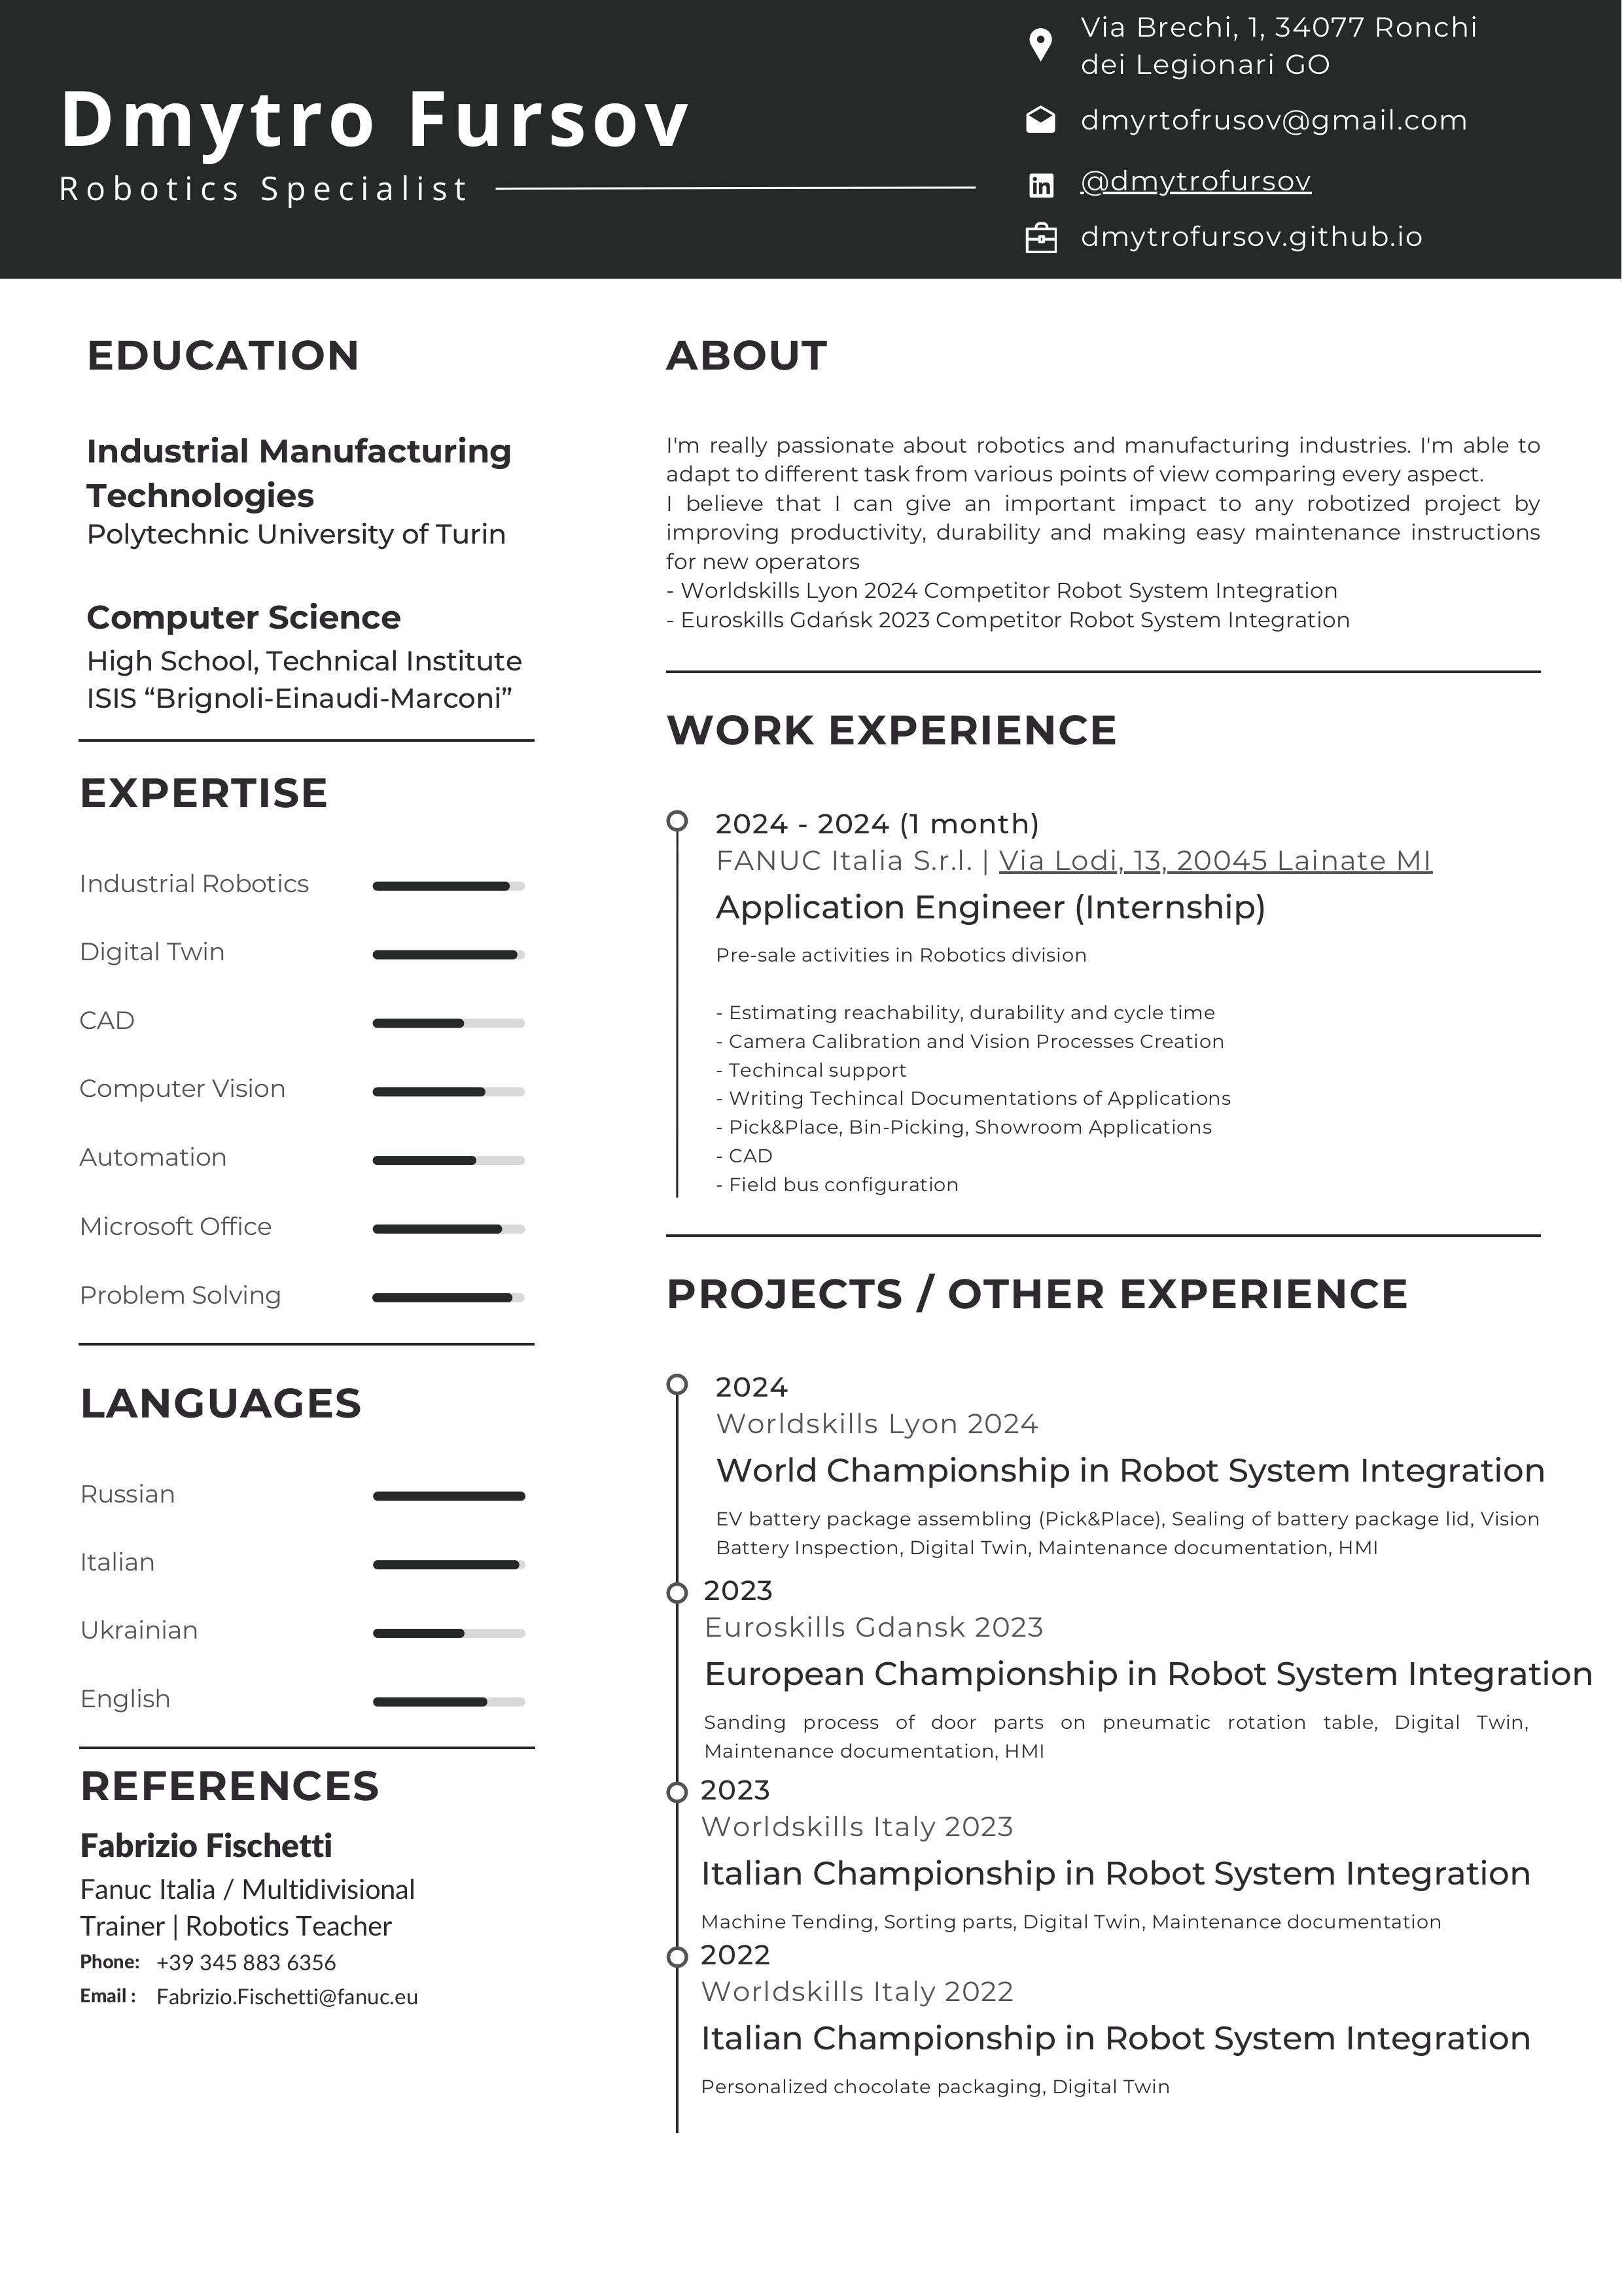 Dmytro Fursov
Robotics Specialist
Via Brechi, 1, 34077 Ronchi
dei Legionari GO
dmyrtofrusov@gmail.com
@dmytrofursov
dmytrofursov.github.io
EDUCATION
Industrial Manufacturing
Technologies
Polytechnic University of Turin
Computer Science
High School, Technical Institute
ISIS “Brignoli-Einaudi-Marconi”
EXPERTISE
Industrial Robotics
Digital Twin
CAD
Computer Vision
Automation
Microsoft Office
Problem Solving
LANGUAGES
Russian
Italian
Ukrainian
English
REFERENCES
Fabrizio Fischetti
Fanuc Italia / Multidivisional
Trainer | Robotics Teacher
Phone: +39 345 883 6356
Email : Fabrizio.Fischetti@fanuc.eu
ABOUT
I'm really passionate about robotics and manufacturing industries. I'm able to
adapt to different task from various points of view comparing every aspect.
I believe that I can give an important impact to any robotized project by
improving productivity, durability and making easy maintenance instructions
for new operators
- Worldskills Lyon 2024 Competitor Robot System Integration
- Euroskills Gdańsk 2023 Competitor Robot System Integration
WORK EXPERIENCE
2024 - 2024 (1 month)
FANUC Italia S.r.l. | Via Lodi, 13, 20045 Lainate MI
Application Engineer (Internship)
Pre-sale activities in Robotics division
- Estimating reachability, durability and cycle time
- Camera Calibration and Vision Processes Creation
- Techincal support
- Writing Techincal Documentations of Applications
- Pick&Place, Bin-Picking, Showroom Applications
- CAD
- Field bus configuration
PROJECTS / OTHER EXPERIENCE
2024
Worldskills Lyon 2024
World Championship in Robot System Integration
EV battery package assembling (Pick&Place), Sealing of battery package lid, Vision
Battery Inspection, Digital Twin, Maintenance documentation, HMI
2023
Euroskills Gdansk 2023
European Championship in Robot System Integration
Sanding process of door parts on pneumatic rotation table, Digital Twin,
Maintenance documentation, HMI
2023
Worldskills Italy 2023
Italian Championship in Robot System Integration
Machine Tending, Sorting parts, Digital Twin, Maintenance documentation
2022
Worldskills Italy 2022
Italian Championship in Robot System Integration
Personalized chocolate packaging, Digital Twin